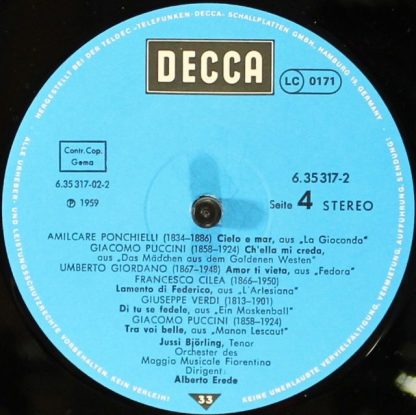 HERGESTELLT BEI DER TELDEC »TELEFUNKEN-DECCA« SCHALLPLATTEN GMBH, HAMBURG 13 GERMANY
ALLE URHEBER- UND LEISTUNGSSCHUTZRECHTE VORBEHALTEN. KEIN VERLEIH!
KEINE UNERLAUBTE VERVIELFÄLTIGUNG, VERMIETUNG, AUFFÜHRUNG, SENDUNG!
DECCA
LC 0171
Contr. Cop.
Gema
6.35317-02-2
Ⓟ 1959
6.35317-2
Seite 4 STEREO
AMILCARE PONCHIELLI (1834–1886) Cielo e mar, aus „La Gioconda“
GIACOMO PUCCINI (1858–1924) Ch'ella mi creda,
aus „Das Mädchen aus dem Goldenen Westen“
UMBERTO GIORDANO (1867–1948) Amor ti vieta, aus „Fedora“
FRANCESCO CILEA (1866–1950)
Lamento di Federico, aus „L'Arlesiana“
GIUSEPPE VERDI (1813–1901)
Di tu se fedele, aus „Ein Maskenball“
GIACOMO PUCCINI (1858–1924)
Tra voi belle, aus „Manon Lescaut“
Jussi Björling, Tenor
Orchester des
Maggio Musicale Fiorentina
Dirigent:
Alberto Erede
33